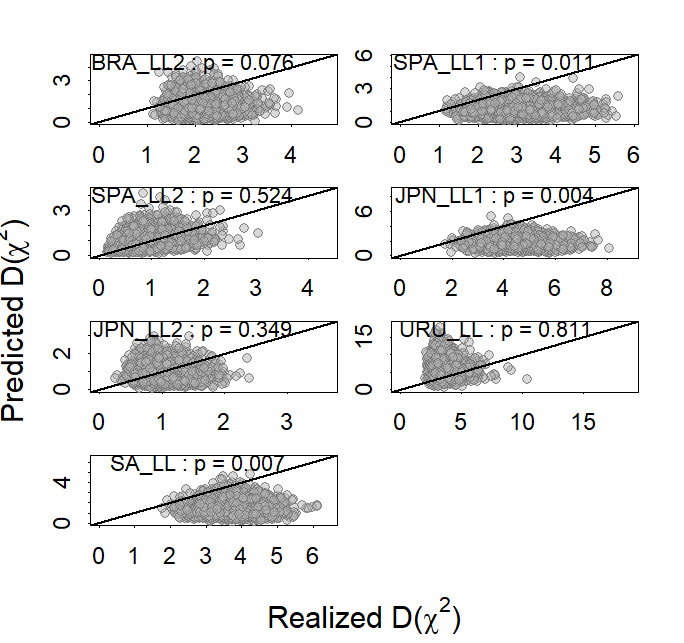 BRA_LL2 : p = 0.076
3
0
0 1 2 3 4
SPA_LL1 : p = 0.011
6
3
0
0 1 2 3 4 5 6
SPA_LL2 : p = 0.524
3
0
0 1 2 3 4
JPN_LL1 : p = 0.004
6
0
0 2 4 6 8
JPN_LL2 : p = 0.349
2
0
0 1 2 3
URU_LL : p = 0.811
15
0
0 5 10 15
SA_LL : p = 0.007
4
0
0 1 2 3 4 5 6
Predicted D(χ²)
Realized D(χ²)